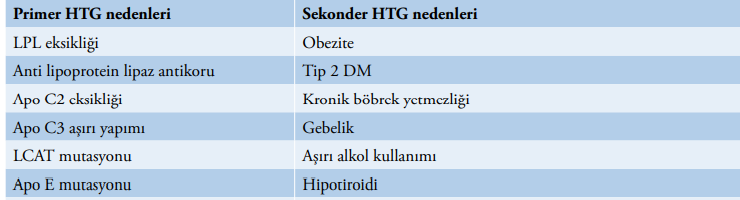 Primer HTG nedenleri Sekonder HTG nedenleri
LPL eksikliği Obezite
Anti lipoprotein lipaz antikoru Tip 2 DM
Apo C2 eksikliği Kronik böbrek yetmezliği
Apo C3 aşırı yapımı Gebelik
LCAT mutasyonu Aşırı alkol kullanımı
Apo E mutasyonu Hipotiroidi